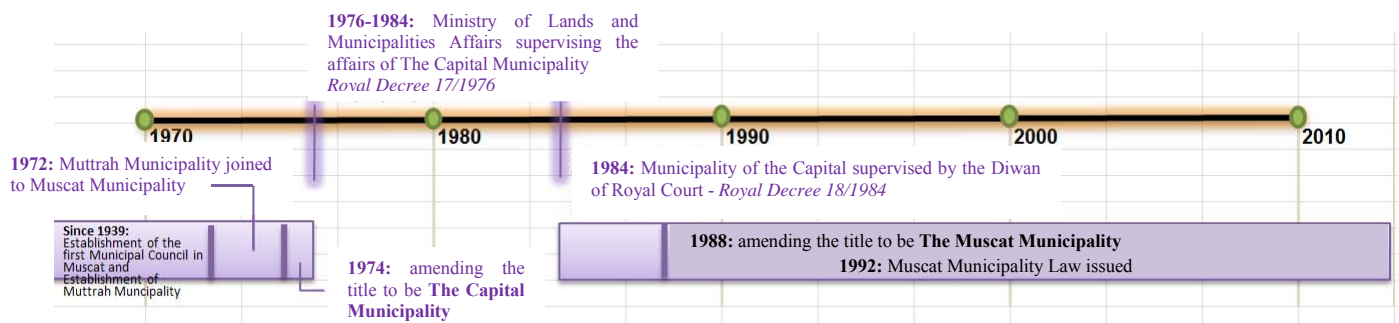 1976-1984: Ministry of Lands and
Municipalities Affairs supervising the
affairs of The Capital Municipality
Royal Decree 17/1976
1970
1980
1990
2000
2010
1972: Muttrah Municipality joined
to Muscat Municipality
1984: Municipality of the Capital supervised by the Diwan
of Royal Court - Royal Decree 18/1984
Since 1939:
Establishment of the
first Municipal Council in
Muscat and
Establishment of
Muttrah Muncipality
1974: amending the
title to be The Capital
Municipality
1988: amending the title to be The Muscat Municipality
1992: Muscat Municipality Law issued